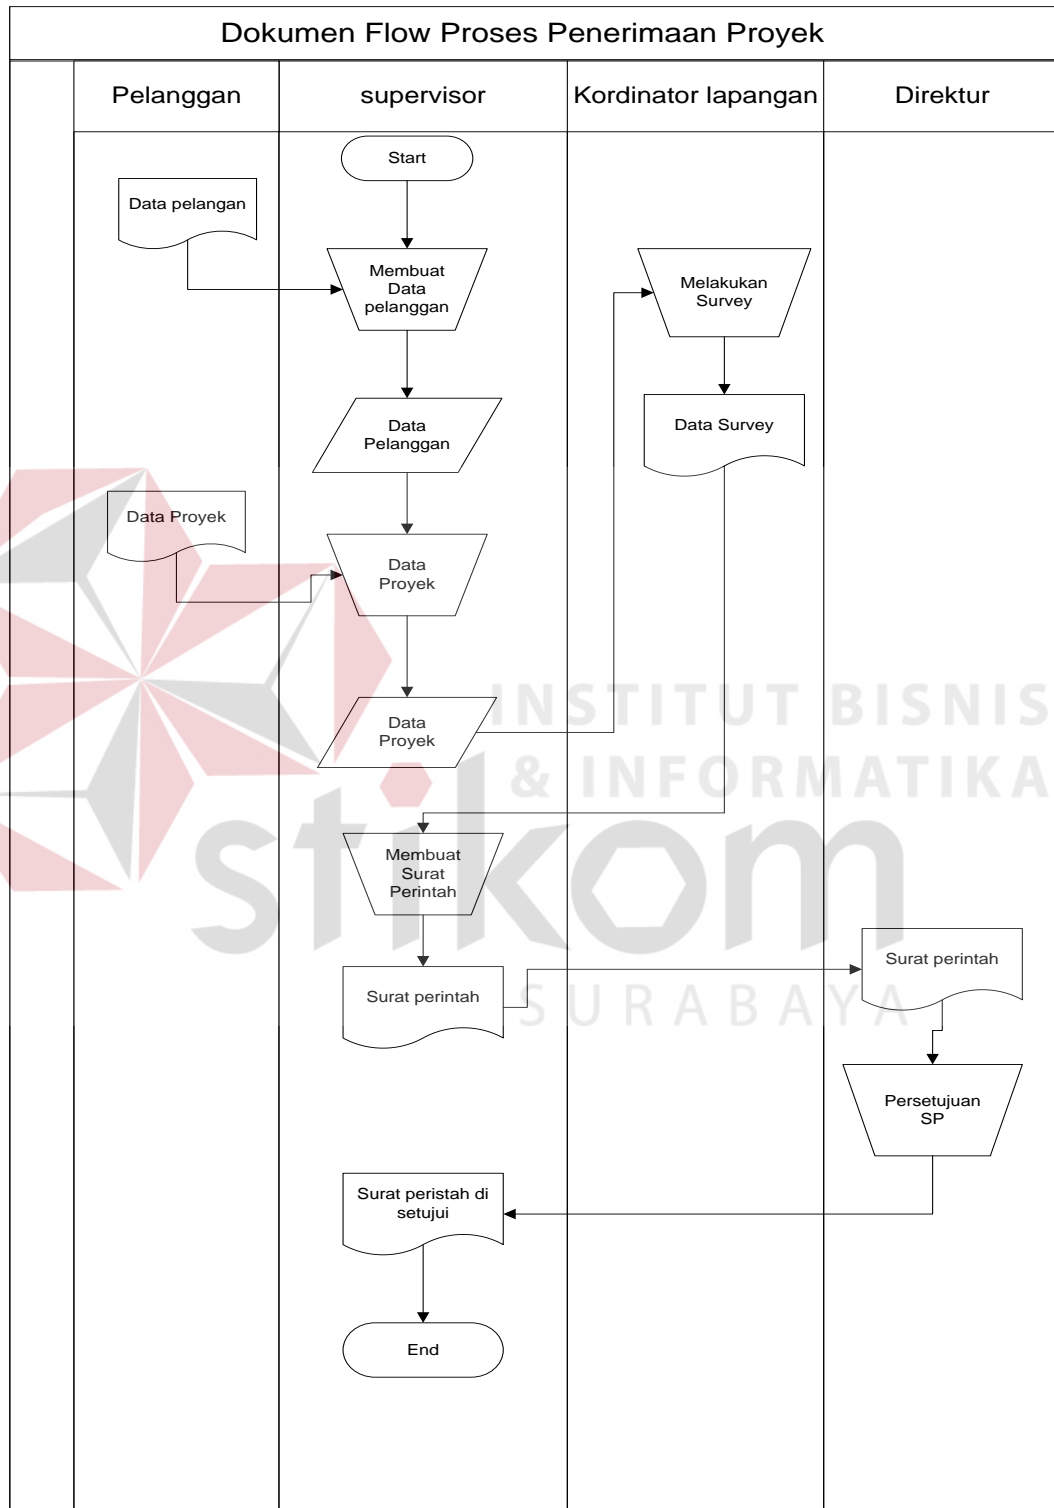 Dokumen Flow Proses Penerimaan Proyek
Pelanggan
supervisor
Kordinator lapangan
Direktur
Start
Data pelangan
Membuat
Data
pelanggan
Melakukan
Survey
Data
Pelanggan
Data Survey
Data Proyek
Data
Proyek
Data
Proyek
INSTITUT BISNIS
& INFORMATIKA
stikom
SURABAYA
Membuat
Surat
Perintah
Surat perintah
Surat perintah
Persetujuan
SP
Surat peristah di
setujui
End